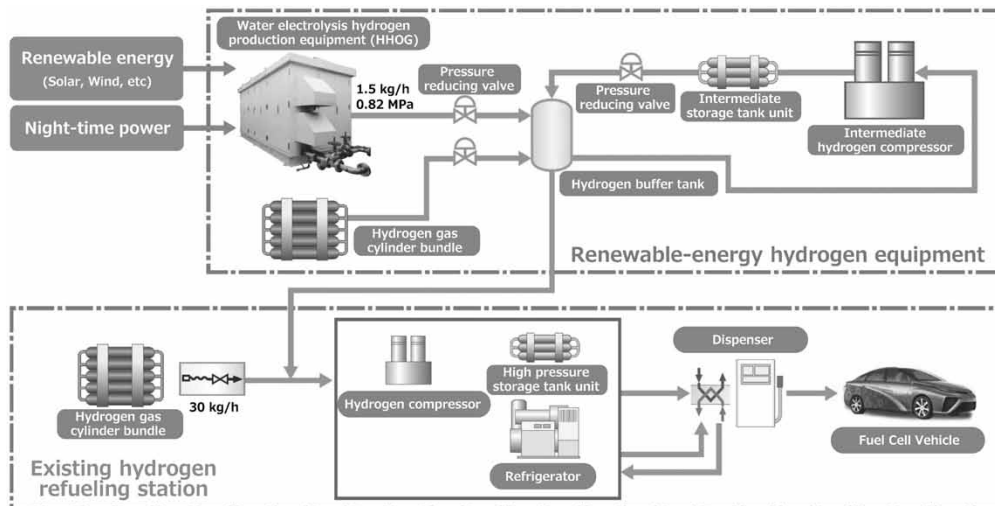 Renewable energy
(Solar, Wind, etc)
Night-time power
Water electrolysis hydrogen
production equipment (HHOG)
1.5 kg/h
0.82 MPa
Pressure
reducing valve
Pressure
reducing valve
Intermediate
storage tank unit
Intermediate
hydrogen compressor
Hydrogen buffer tank
Hydrogen gas
cylinder bundle
Renewable-energy hydrogen equipment
Hydrogen gas
cylinder bundle
30 kg/h
Hydrogen compressor
High pressure
storage tank unit
Refrigerator
Dispenser
Fuel Cell Vehicle
Existing hydrogen
refueling station